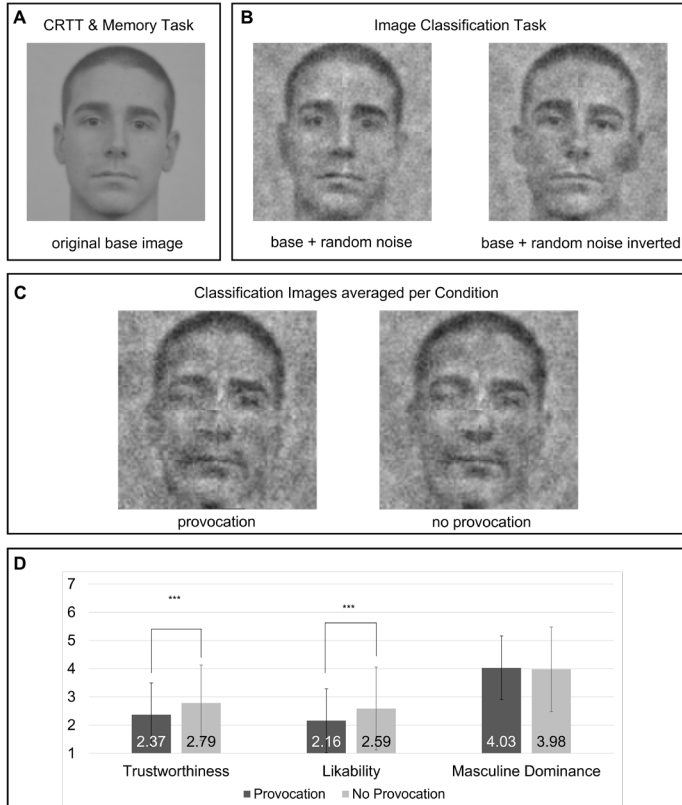 A
CRTT & Memory Task
original base image
B
Image Classification Task
base + random noise
base + random noise inverted
C
Classification Images averaged per Condition
provocation
no provocation
D
7
6
5
4
3
2
1
***
***
2.37
2.79
2.16
2.59
4.03
3.98
Trustworthiness
Likability
Masculine Dominance
Provocation
No Provocation